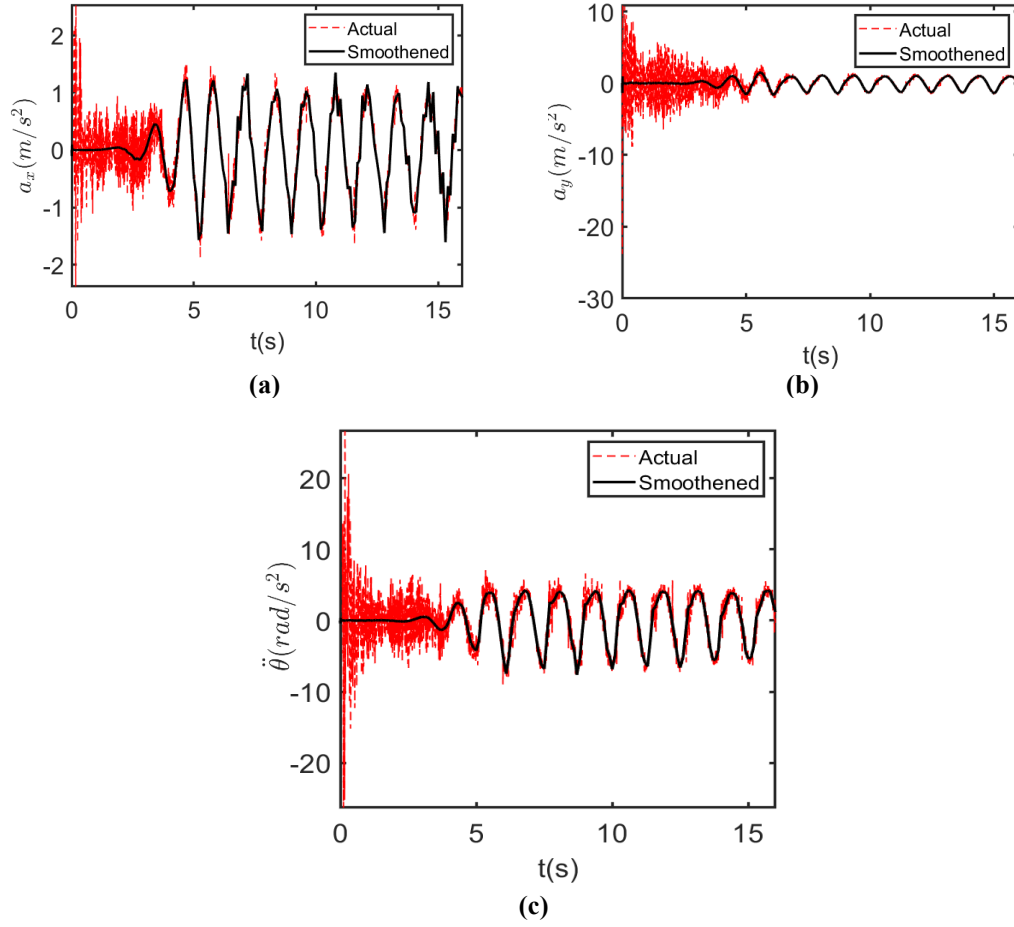 Actual
Smoothened
2
1
0
-1
-2
a_x(m/s^2)
0 5 10 15
t(s)
(a)
Actual
Smoothened
10
0
-10
-20
-30
a_y(m/s^2)
0 5 10 15
t(s)
(b)
Actual
Smoothened
20
10
0
-10
-20
θ̈(rad/s^2)
0 5 10 15
t(s)
(c)